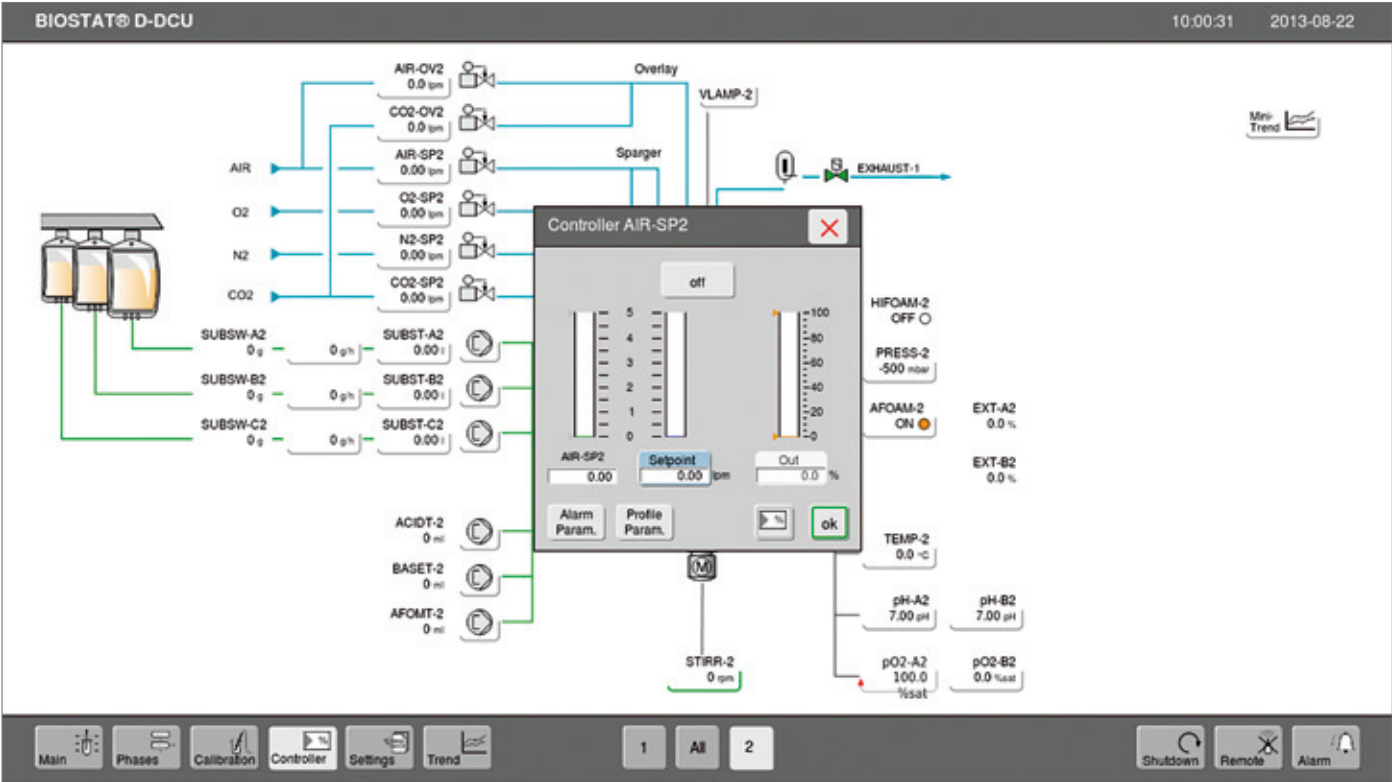 BIOSTAT® D-DCU
10:00:31 2013-08-22
AIR-OV2
0.0 lpm
Overlay
VLAMP-2
CO2-OV2
0.0 lpm
Mini-
Trend
AIR
AIR-SP2
0.00 lpm
Sparger
EXHAUST-1
O2
O2-SP2
0.00 lpm
N2
N2-SP2
0.00 lpm
CO2
CO2-SP2
0.00 lpm
SUBSW-A2
0 g
0 g/h
SUBST-A2
0.00 l
SUBSW-B2
0 g
0 g/h
SUBST-B2
0.00 l
SUBSW-C2
0 g
0 g/h
SUBST-C2
0.00 l
ACIDT-2
0 ml
BASET-2
0 ml
AFOMT-2
0 ml
Controller AIR-SP2
off
5
4
3
2
1
0
100
80
60
40
20
0
AIR-SP2
0.00
Setpoint
0.00 lpm
Out
0.0 %
Alarm
Param.
Profile
Param.
%
ok
M
STIRR-2
0 rpm
S
HIFOAM-2
OFF
PRESS-2
-500 mbar
AFOAM-2
ON
EXT-A2
0.0 %
EXT-B2
0.0 %
TEMP-2
0.0 °C
pH-A2
7.00 pH
pH-B2
7.00 pH
pO2-A2
100.0
%sat
pO2-B2
0.0 %sat
Main
Phases
Calibration
%
Controller
Settings
Trend
1
All
2
Shutdown
Remote
Alarm